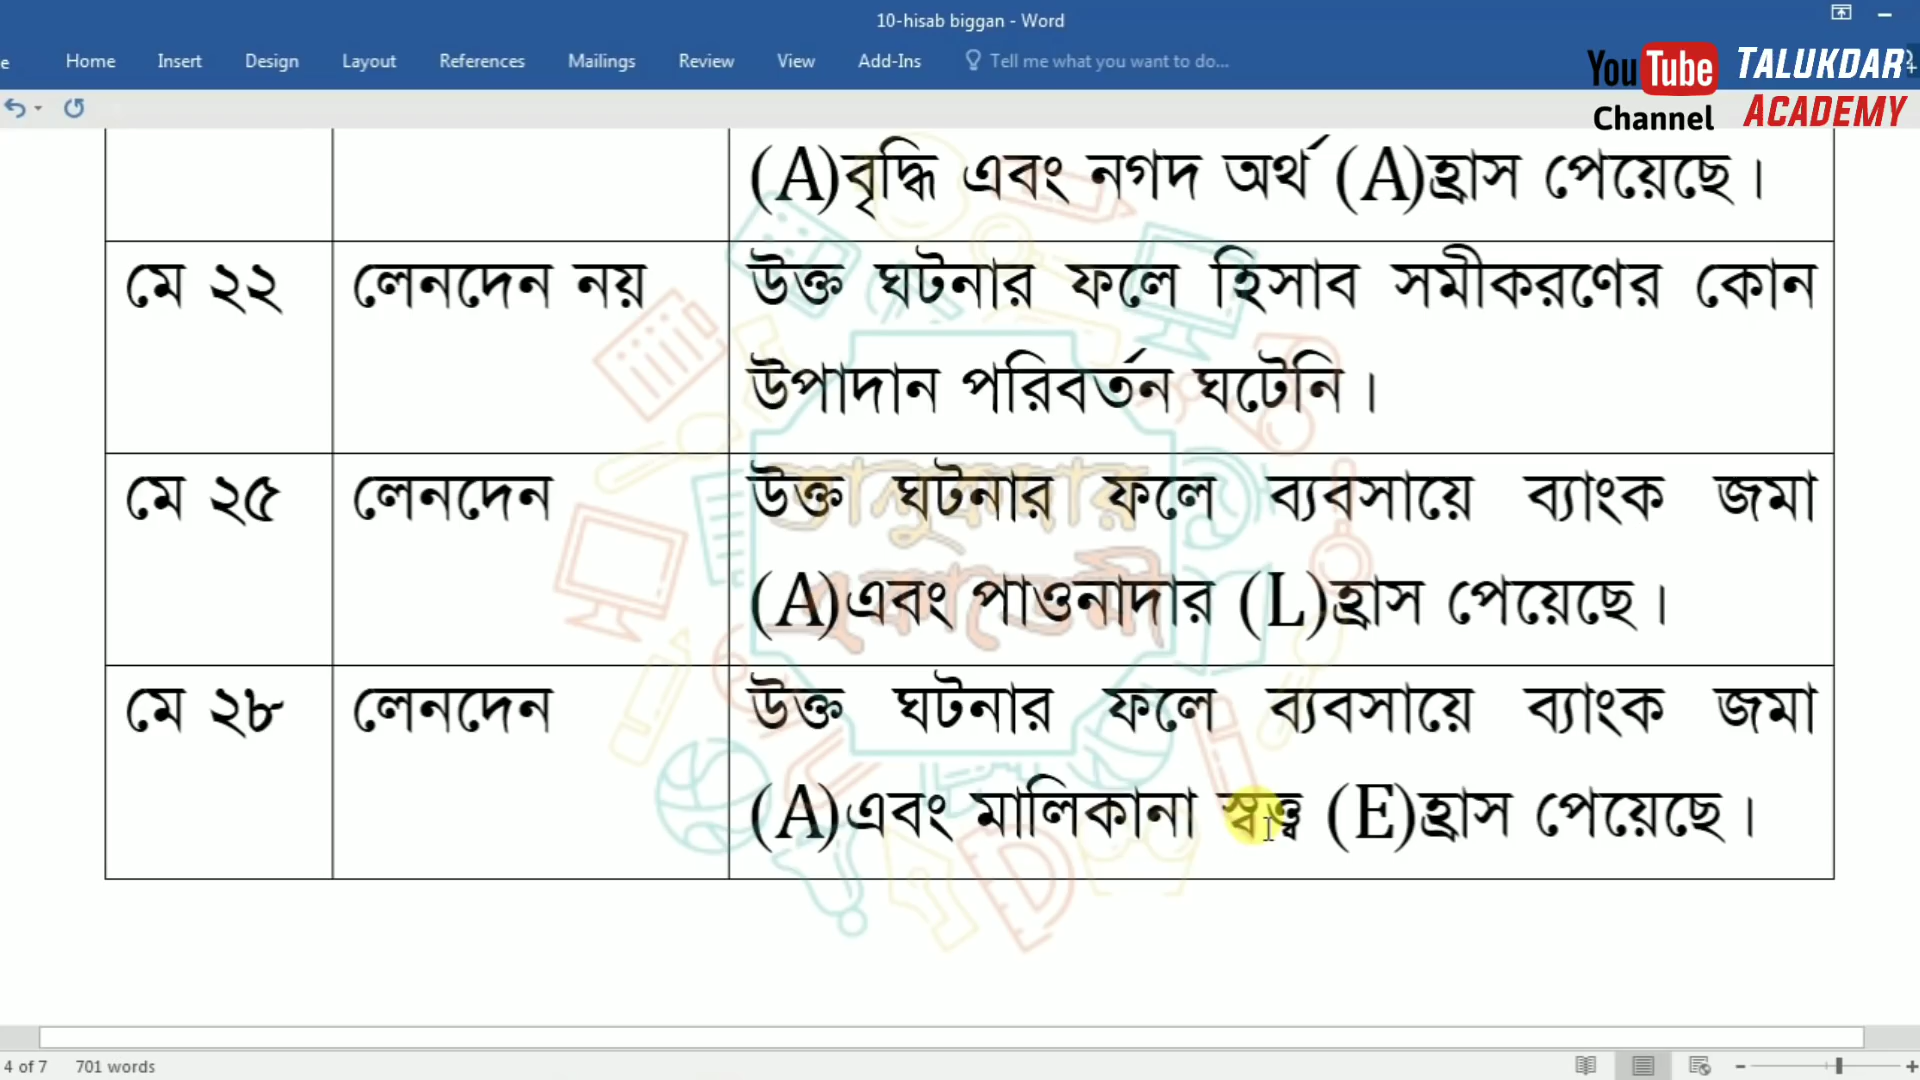 10-hisab biggan - Word
e Home Insert Design Layout References Mailings Review View Add-Ins Tell me what you want to do...
YouTube Channel
TALUKDAR ACADEMY
(A)বৃদ্ধি এবং নগদ অর্থ (A)হ্রাস পেয়েছে।
মে ২২ লেনদেন নয় উক্ত ঘটনার ফলে হিসাব সমীকরণের কোন
উপাদান পরিবর্তন ঘটেনি।
মে ২৫ লেনদেন উক্ত ঘটনার ফলে ব্যবসায়ে ব্যাংক জমা
(A)এবং পাওনাদার (L)হ্রাস পেয়েছে।
মে ২৮ লেনদেন উক্ত ঘটনার ফলে ব্যবসায়ে ব্যাংক জমা
(A)এবং মালিকানা স্বত্ত্ব (E)হ্রাস পেয়েছে।
তালুকদার
একাডেমী
4 of 7 701 words